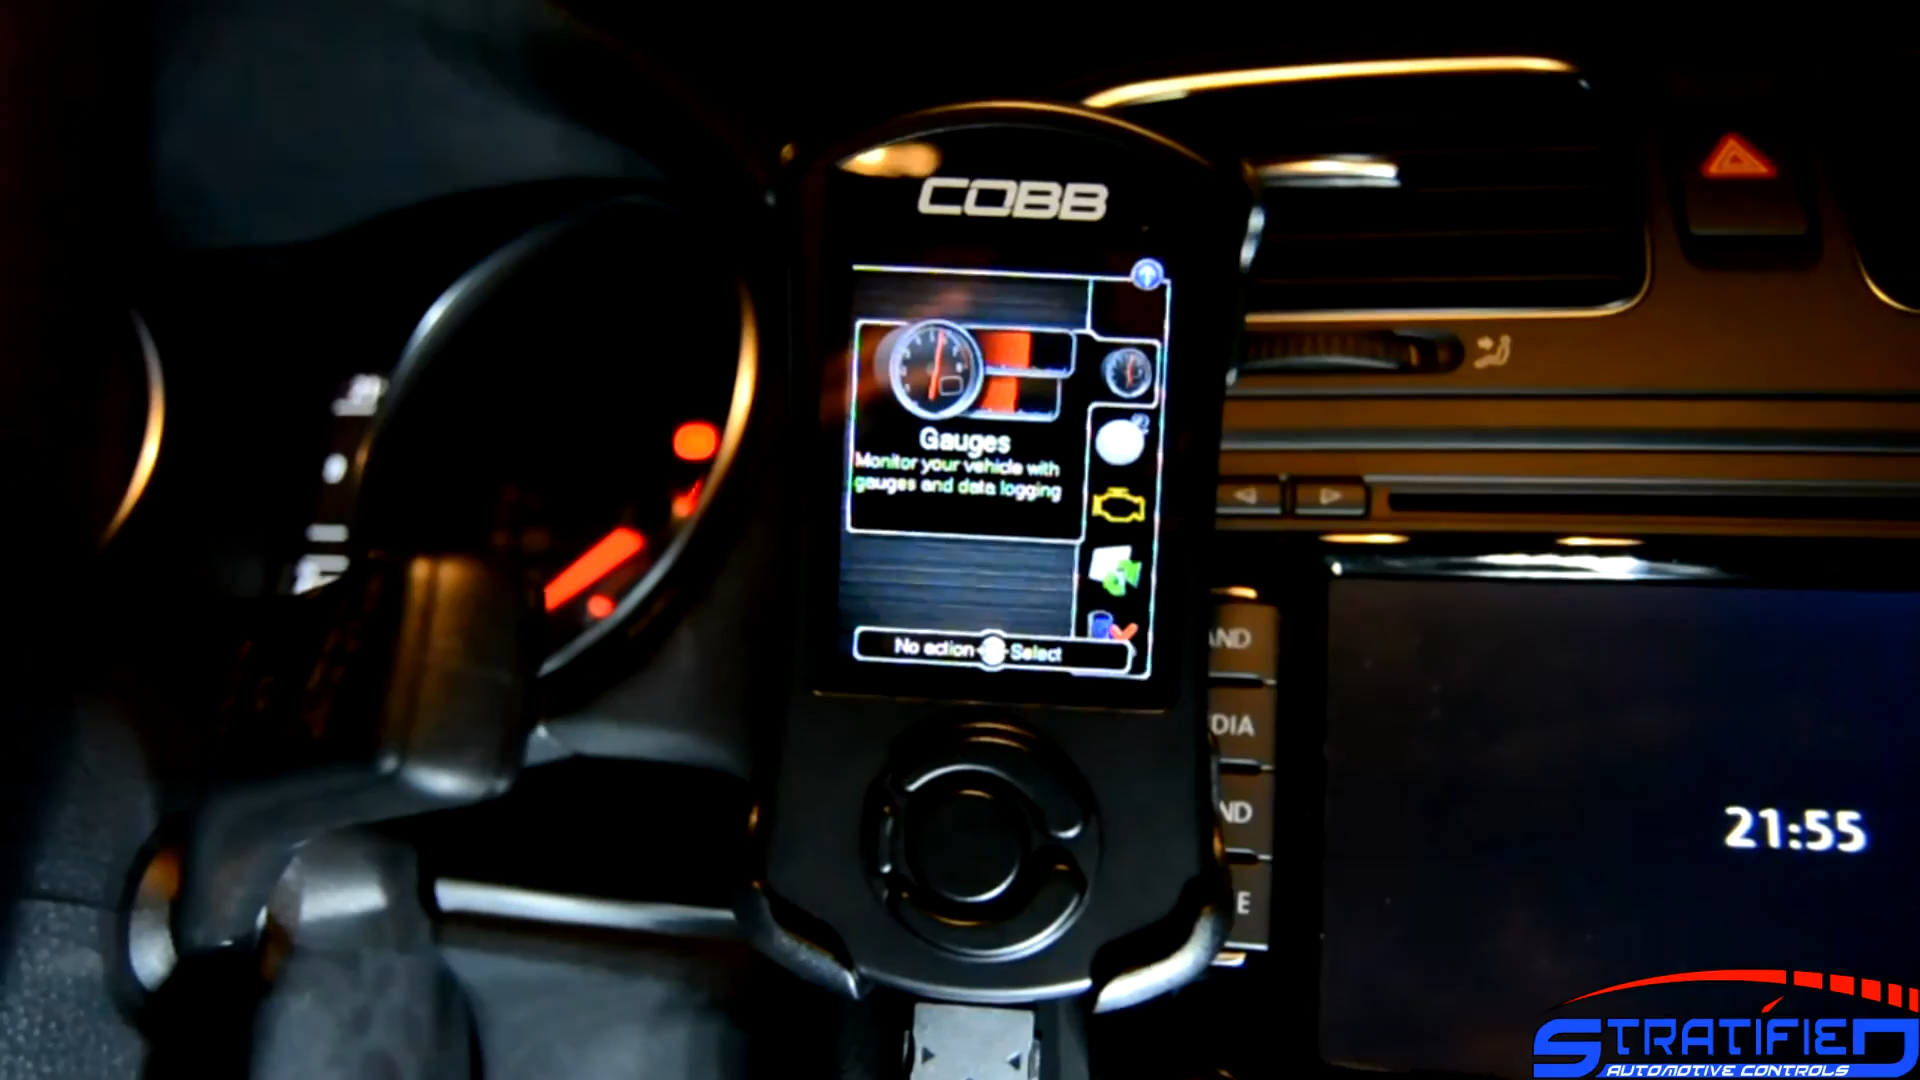 COBB
Gauges
Monitor your vehicle with
gauges and data logging
No action
Select
AND
DIA
ND
E
21:55
STRATIFIED
AUTOMOTIVE CONTROLS